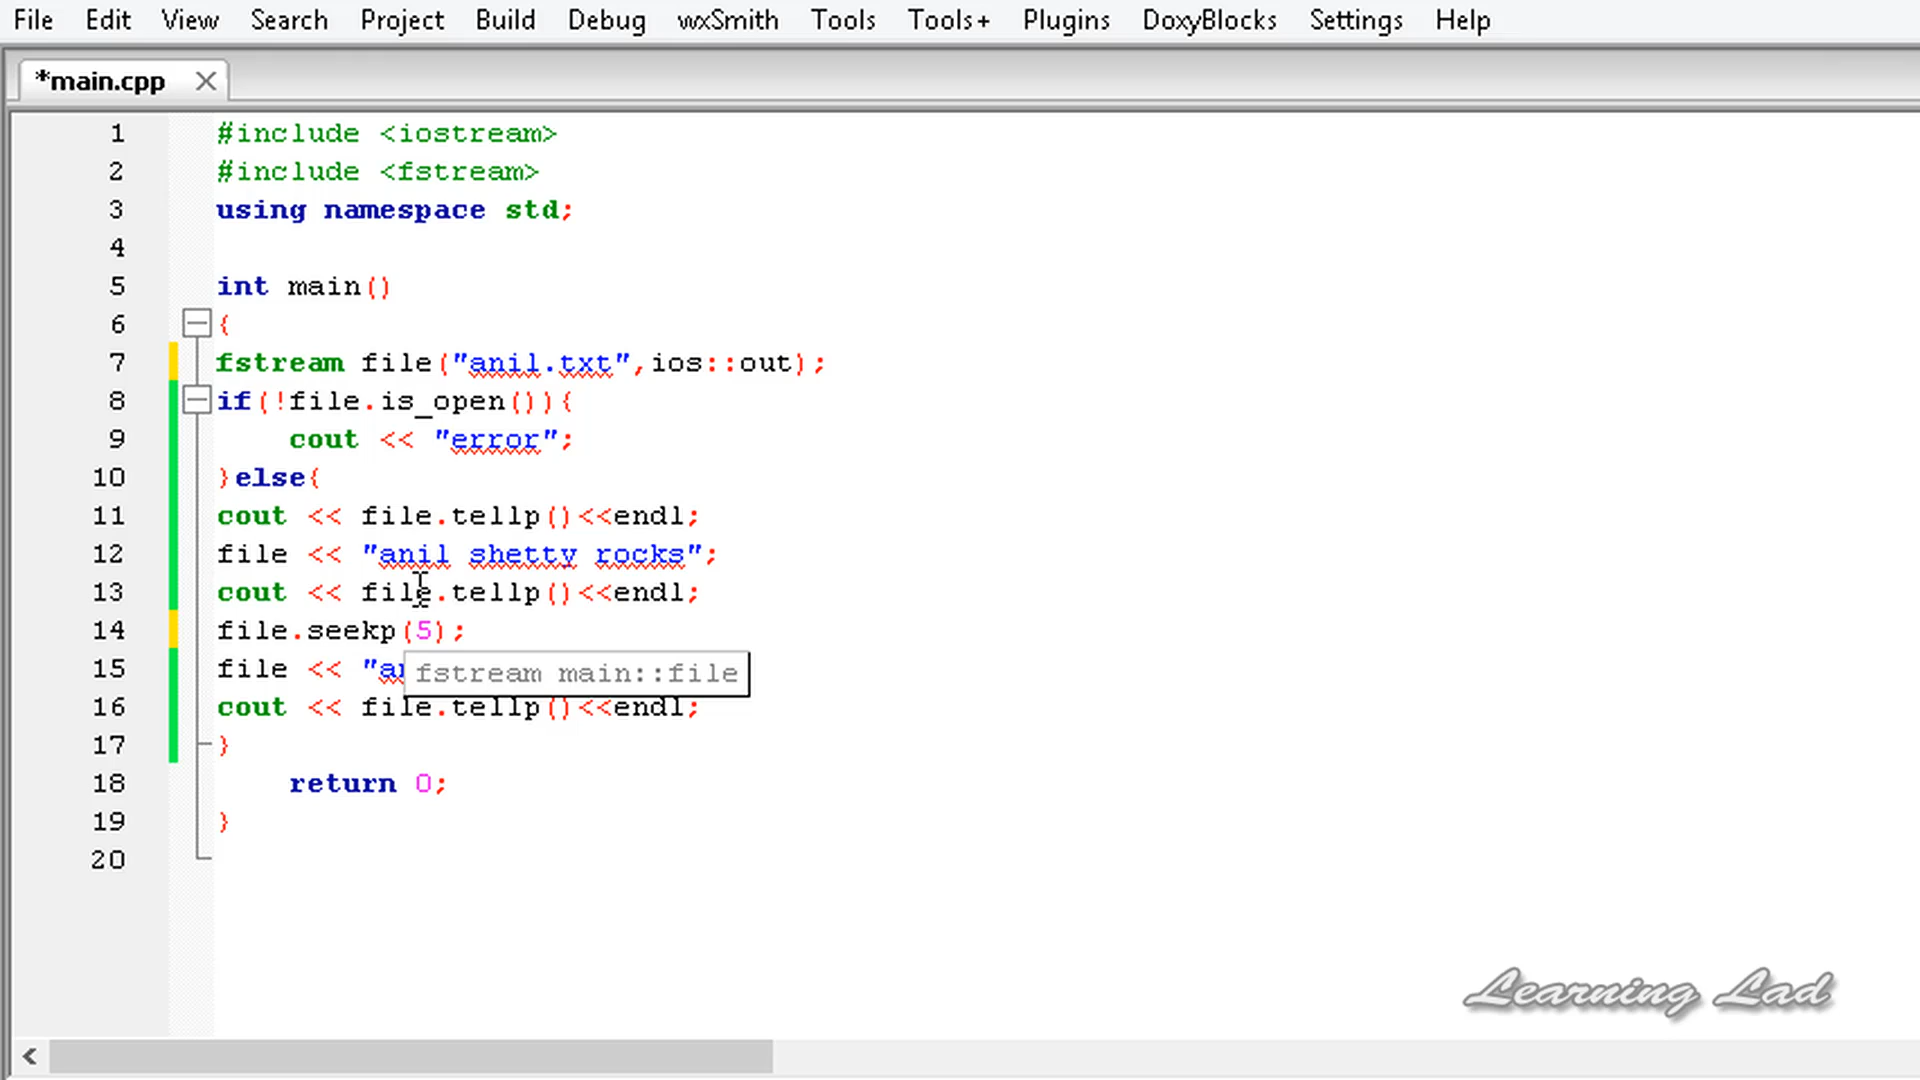 File Edit View Search Project Build Debug wxSmith Tools Tools+ Plugins DoxyBlocks Settings Help
*main.cpp
1 #include <iostream>
2 #include <fstream>
3 using namespace std;
4
5 int main()
6 {
7 fstream file("anil.txt",ios::out);
8 if(!file.is_open()){
9 cout << "error";
10 }else{
11 cout << file.tellp()<<endl;
12 file << "anil shetty rocks";
13 cout << file.tellp()<<endl;
14 file.seekp(5);
15 file << "
fstream main::file
16 cout << file.tellp()<<endl;
17 }
18 return 0;
19 }
20
Learning Lad